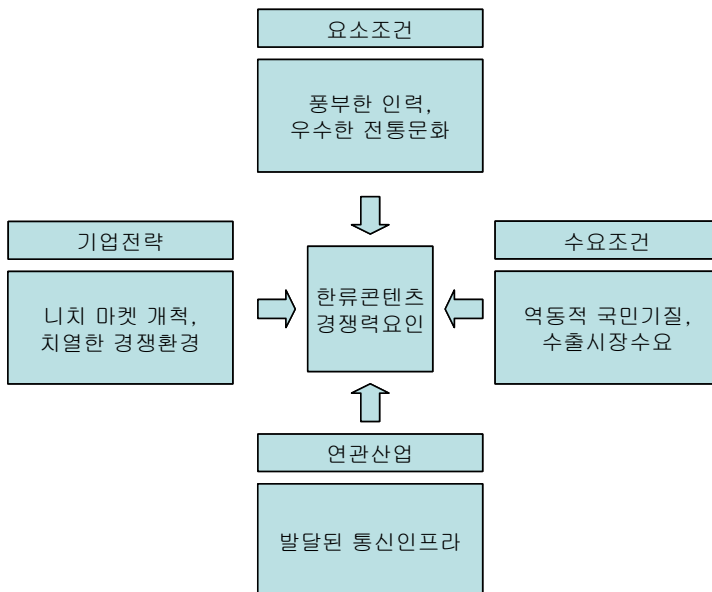 요소조건
풍부한 인력,
우수한 전통문화
기업전략
니치 마켓 개척,
치열한 경쟁환경
한류콘텐츠
경쟁력요인
수요조건
역동적 국민기질,
수출시장수요
연관산업
발달된 통신인프라